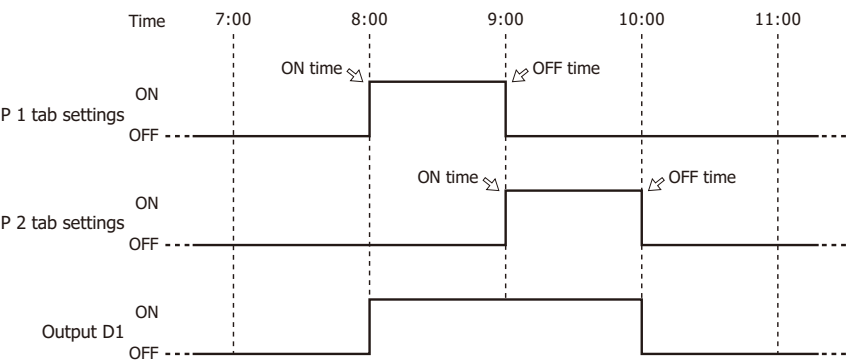 Time 7:00 8:00 9:00 10:00 11:00
ON time OFF time
ON
P 1 tab settings
OFF
ON time OFF time
ON
P 2 tab settings
OFF
ON
Output D1
OFF